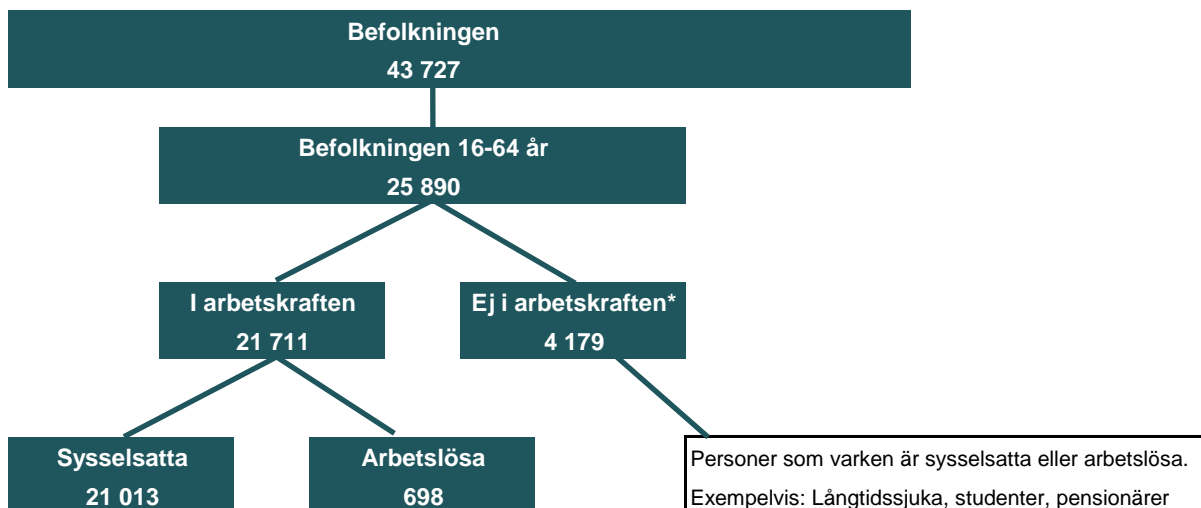 Befolkningen
43 727
Befolkningen 16-64 år
25 890
I arbetskraften
21 711
Ej i arbetskraften*
4 179
Sysselsatta
21 013
Arbetslösa
698
Personer som varken är sysselsatta eller arbetslösa.
Exempelvis: Långtidssjuka, studenter, pensionärer